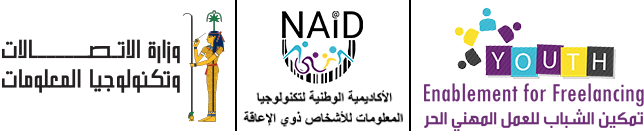 وزارة الاتصالات
وتكنولوجيا المعلومات
NAiD
الأكاديمية الوطنية لتكنولوجيا
المعلومات للأشخاص ذوي الإعاقة
YOUTH
Enablement for Freelancing
تمكين الشباب للعمل المهني الحر